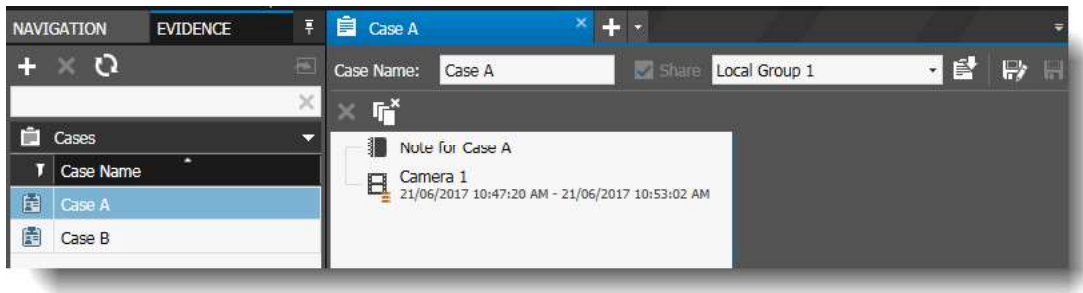 NAVIGATION EVIDENCE
Case A
Case Name: Case A Share Local Group 1
Cases
Case Name
Case A
Case B
Note for Case A
Camera 1
21/06/2017 10:47:20 AM - 21/06/2017 10:53:02 AM